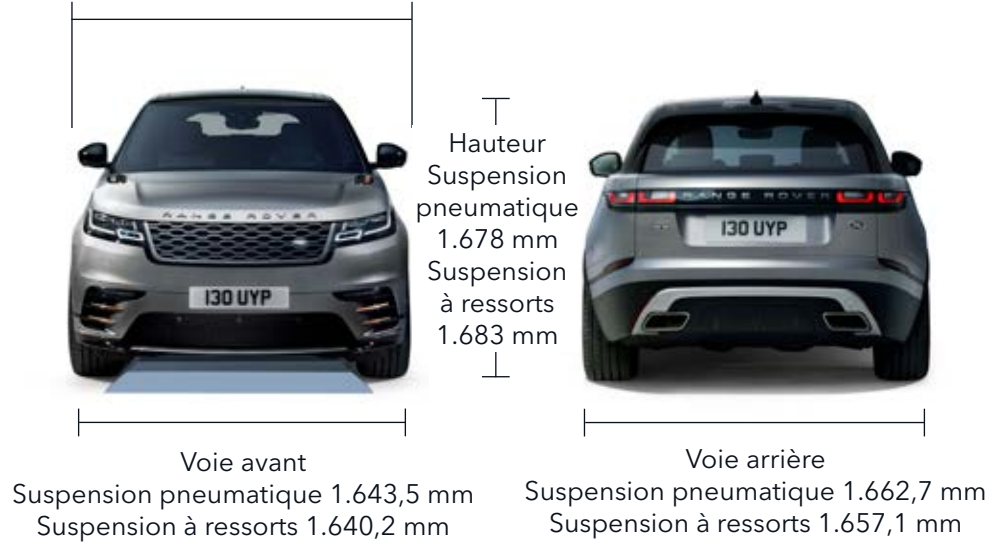 Hauteur
Suspension
pneumatique
1.678 mm
Suspension
à ressorts
1.683 mm
RANGE ROVER
130 UYP
RANGE ROVER
130 UYP
Voie avant
Suspension pneumatique 1.643,5 mm
Suspension à ressorts 1.640,2 mm
Voie arrière
Suspension pneumatique 1.662,7 mm
Suspension à ressorts 1.657,1 mm